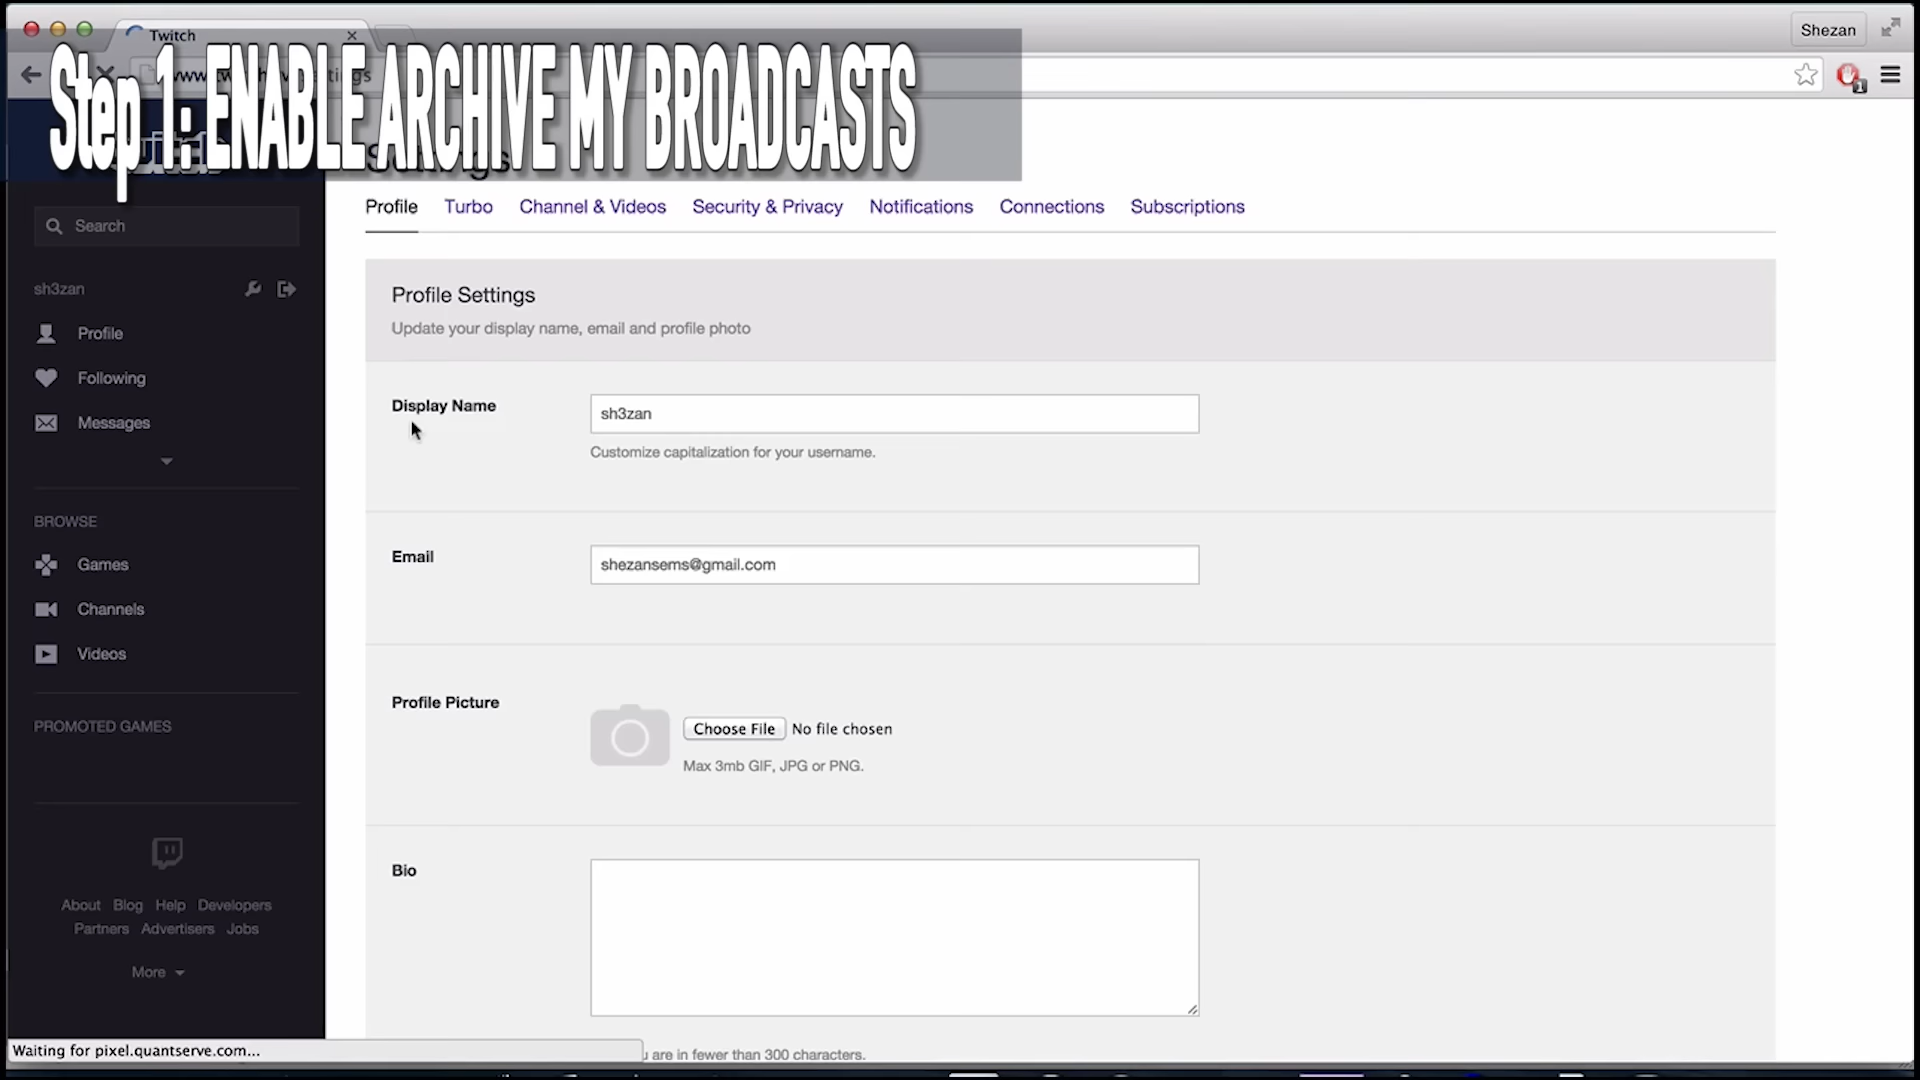 Twitch
Shezan
Step 1: ENABLE ARCHIVE MY BROADCASTS
Profile Turbo Channel & Videos Security & Privacy Notifications Connections Subscriptions
Search
sh3zan
Profile
Following
Messages
BROWSE
Games
Channels
Videos
PROMOTED GAMES
About Blog Help Developers
Partners Advertisers Jobs
More
Profile Settings
Update your display name, email and profile photo
Display Name
sh3zan
Customize capitalization for your username.
Email
shezansems@gmail.com
Profile Picture
Choose File No file chosen
Max 3mb GIF, JPG or PNG.
Bio
are in fewer than 300 characters.
Waiting for pixel.quantserve.com...